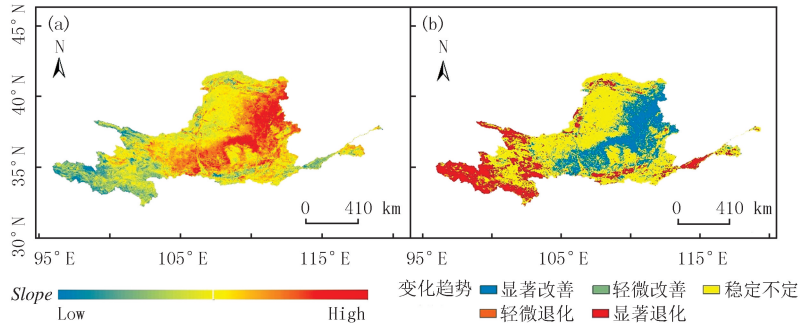 (a)
(b)
45° N
40° N
35° N
30° N
N
N
0 410 km
0 410 km
95° E 105° E 115° E
95° E 105° E 115° E
Slope
Low High
变化趋势 显著改善 轻微改善 稳定不定
轻微退化 显著退化